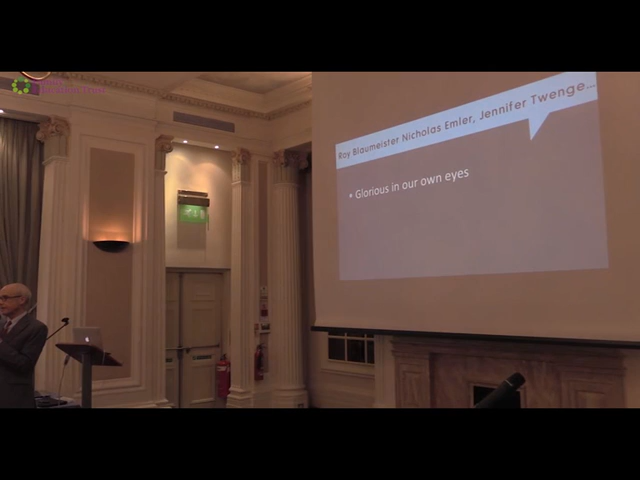 Roy Blaumeister Nicholas Emler, Jennifer Twenge...
• Glorious in our own eyes